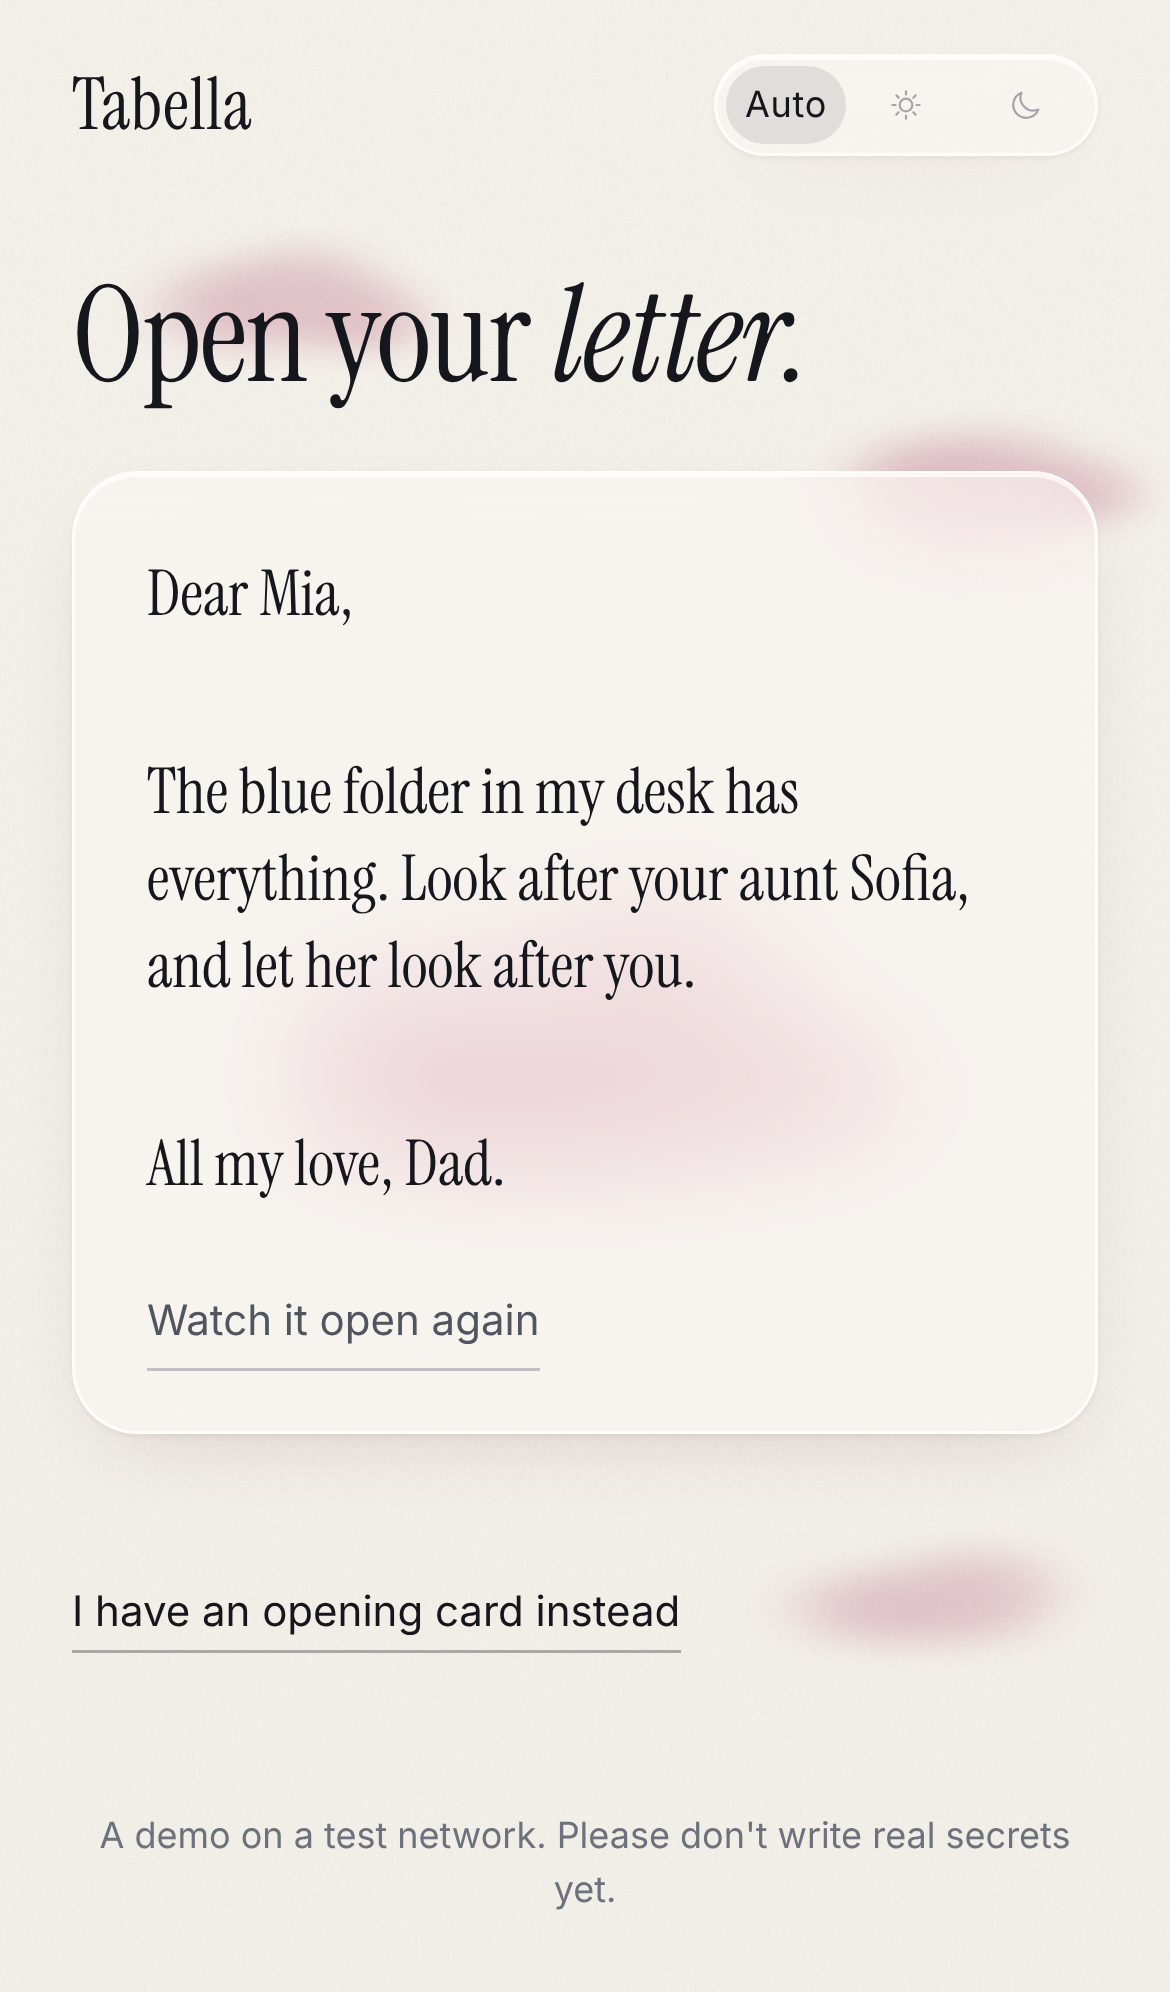 Tabella
Auto
Open your letter.
Dear Mia,
The blue folder in my desk has
everything. Look after your aunt Sofia,
and let her look after you.
All my love, Dad.
Watch it open again
I have an opening card instead
A demo on a test network. Please don't write real secrets
yet.